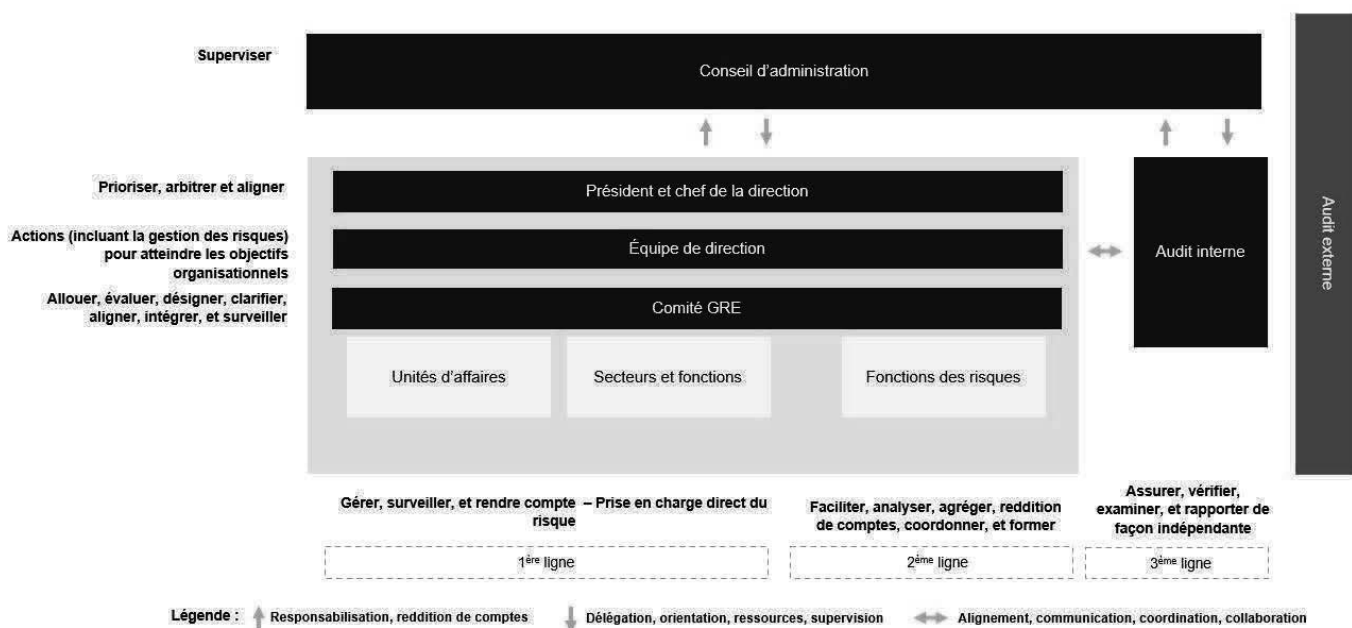 Superviser
Conseil d'administration
Prioriser, arbitrer et aligner
Président et chef de la direction
Actions (incluant la gestion des risques)
pour atteindre les objectifs
organisationnels
Équipe de direction
Audit interne
Audit externe
Allouer, évaluer, désigner, clarifier,
aligner, intégrer, et surveiller
Comité GRE
Unités d'affaires
Secteurs et fonctions
Fonctions des risques
Gérer, surveiller, et rendre compte – Prise en charge direct du
risque
Faciliter, analyser, agréger, reddition
de comptes, coordonner, et former
Assurer, vérifier,
examiner, et rapporter de
façon indépendante
1ère ligne
2ème ligne
3ème ligne
Légende : Responsabilisation, reddition de comptes
Délégation, orientation, ressources, supervision
Alignement, communication, coordination, collaboration